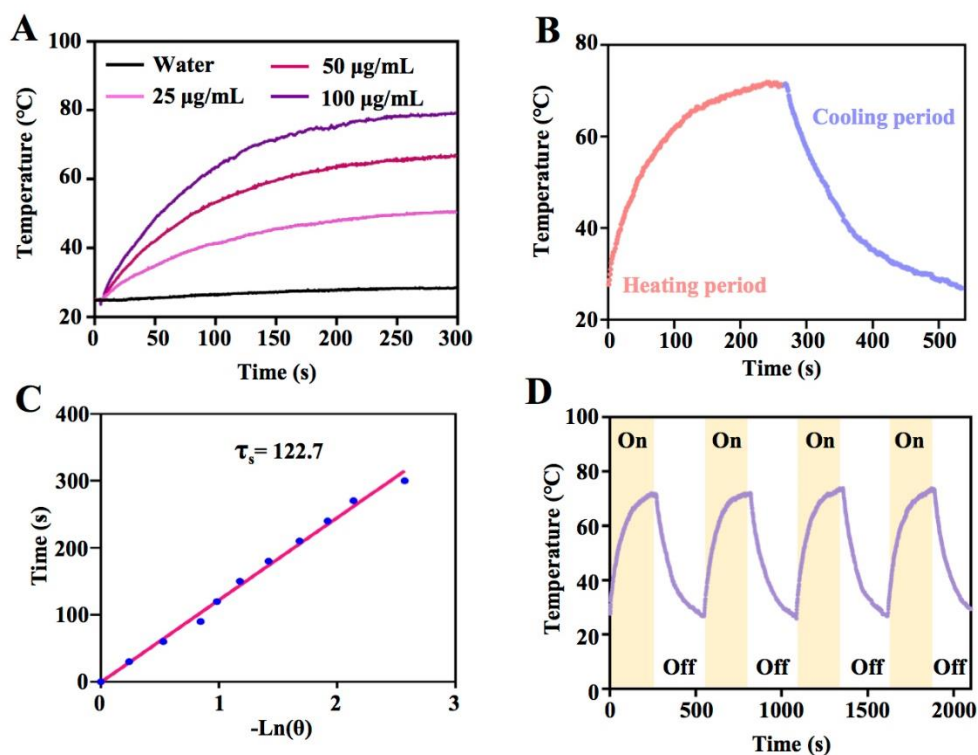 A
Temperature (℃)
100
80
60
40
20
Water
25 μg/mL
50 μg/mL
100 μg/mL
0 50 100 150 200 250 300
Time (s)
B
Temperature (℃)
80
60
40
20
Cooling period
Heating period
0 100 200 300 400 500
Time (s)
C
Time (s)
400
300
200
100
0
τs= 122.7
0 1 2 3
-Ln(θ)
D
Temperature (℃)
100
80
60
40
20
0
On On On On
Off Off Off Off
0 500 1000 1500 2000
Time (s)